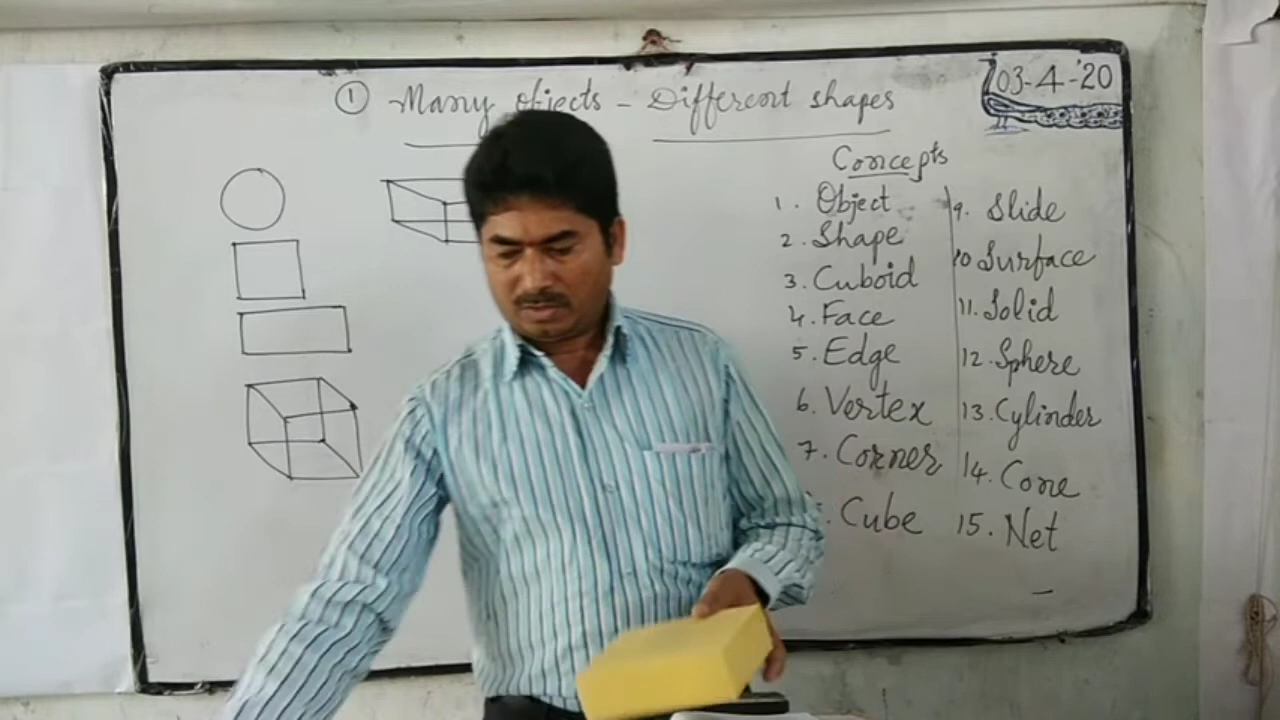 ① Many objects - Different shapes
03-4-'20
Concepts
1. Object
2. Shape
3. Cuboid
4. Face
5. Edge
6. Vertex
7. Corner
. Cube
9. Slide
10 Surface
11. Solid
12. Sphere
13. Cylinder
14. Cone
15. Net